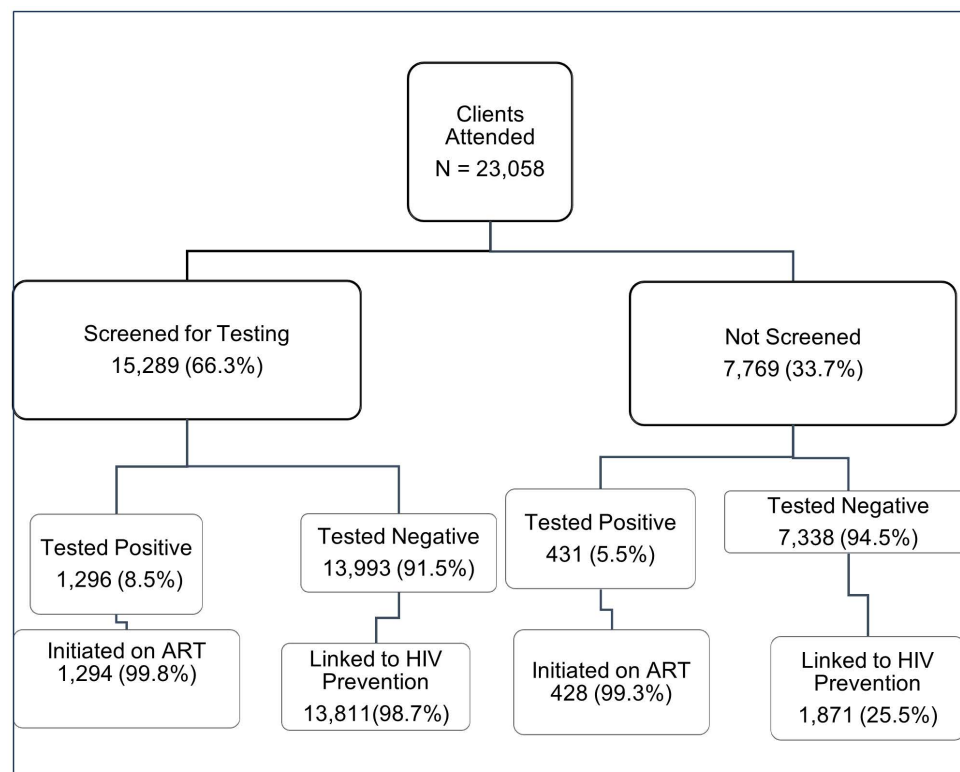 Clients
Attended
N = 23,058
Screened for Testing
15,289 (66.3%)
Not Screened
7,769 (33.7%)
Tested Positive
1,296 (8.5%)
Tested Negative
13,993 (91.5%)
Tested Positive
431 (5.5%)
Tested Negative
7,338 (94.5%)
Initiated on ART
1,294 (99.8%)
Linked to HIV
Prevention
13,811(98.7%)
Initiated on ART
428 (99.3%)
Linked to HIV
Prevention
1,871 (25.5%)